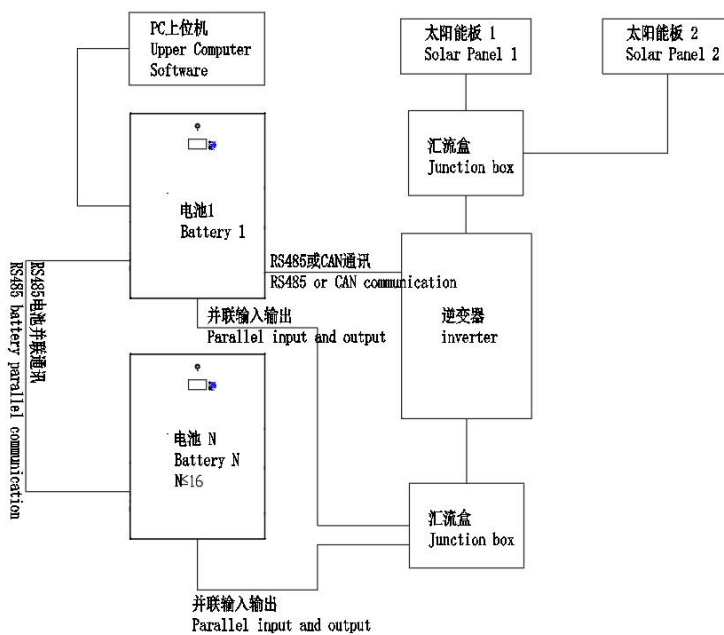 PC上位机
Upper Computer
Software
太阳能板 1
Solar Panel 1
太阳能板 2
Solar Panel 2
汇流盒
Junction box
电池1
Battery 1
RS485或CAN通讯
RS485 or CAN communication
逆变器
inverter
并联输入输出
Parallel input and output
RS485电池并联通讯
RS485 battery parallel communication
电池 N
Battery N
N≤16
汇流盒
Junction box
并联输入输出
Parallel input and output